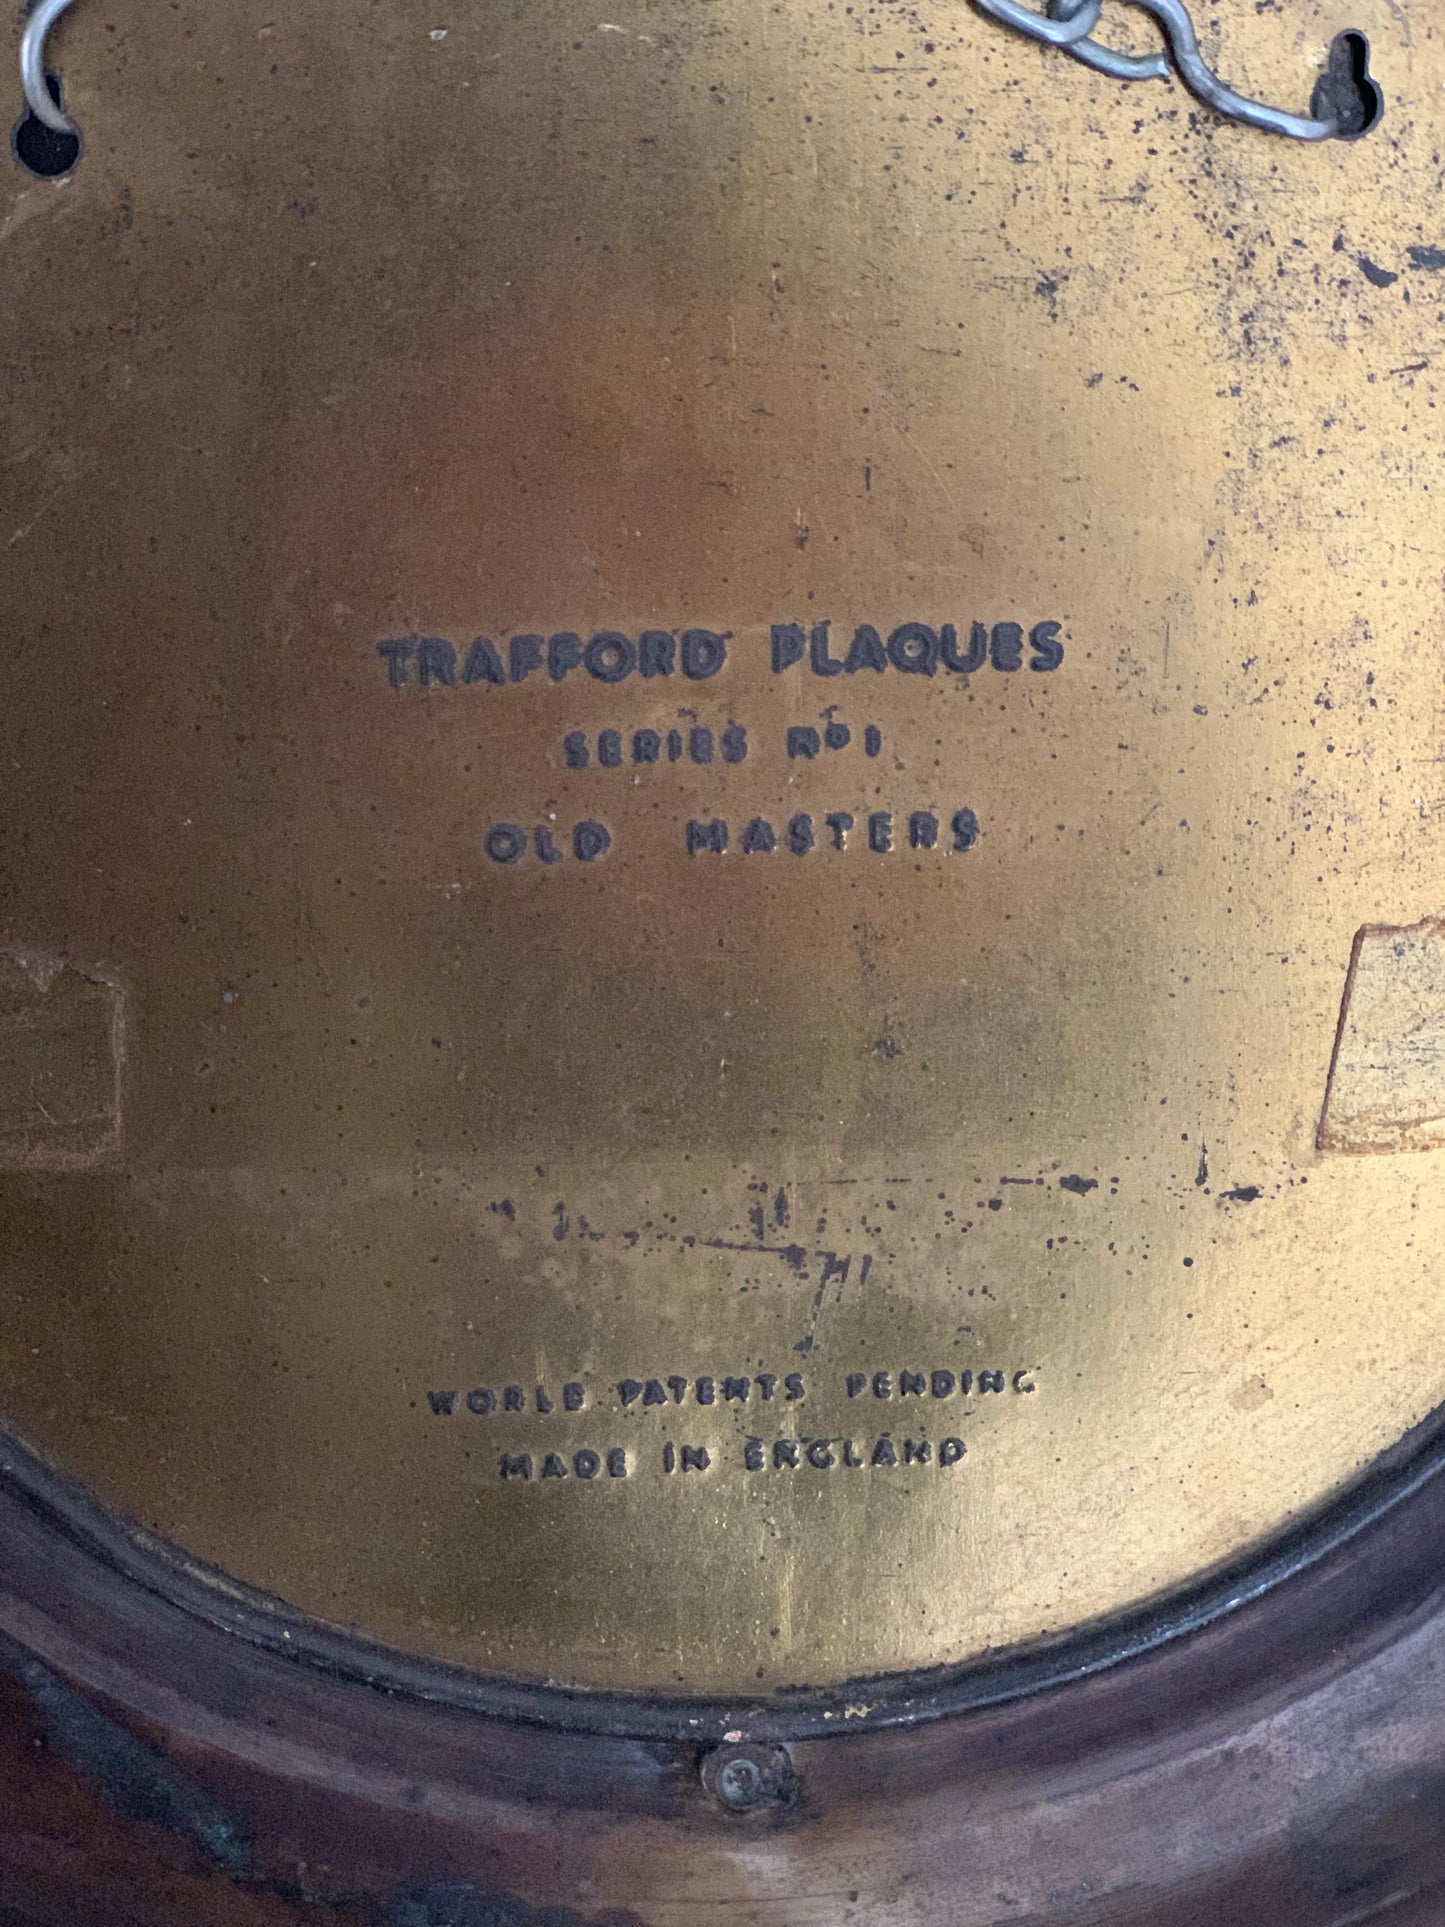 TRAFFORD PLAQUES
SERIES Nº 1
OLD MASTERS
WORLD PATENTS PENDING
MADE IN ENGLAND